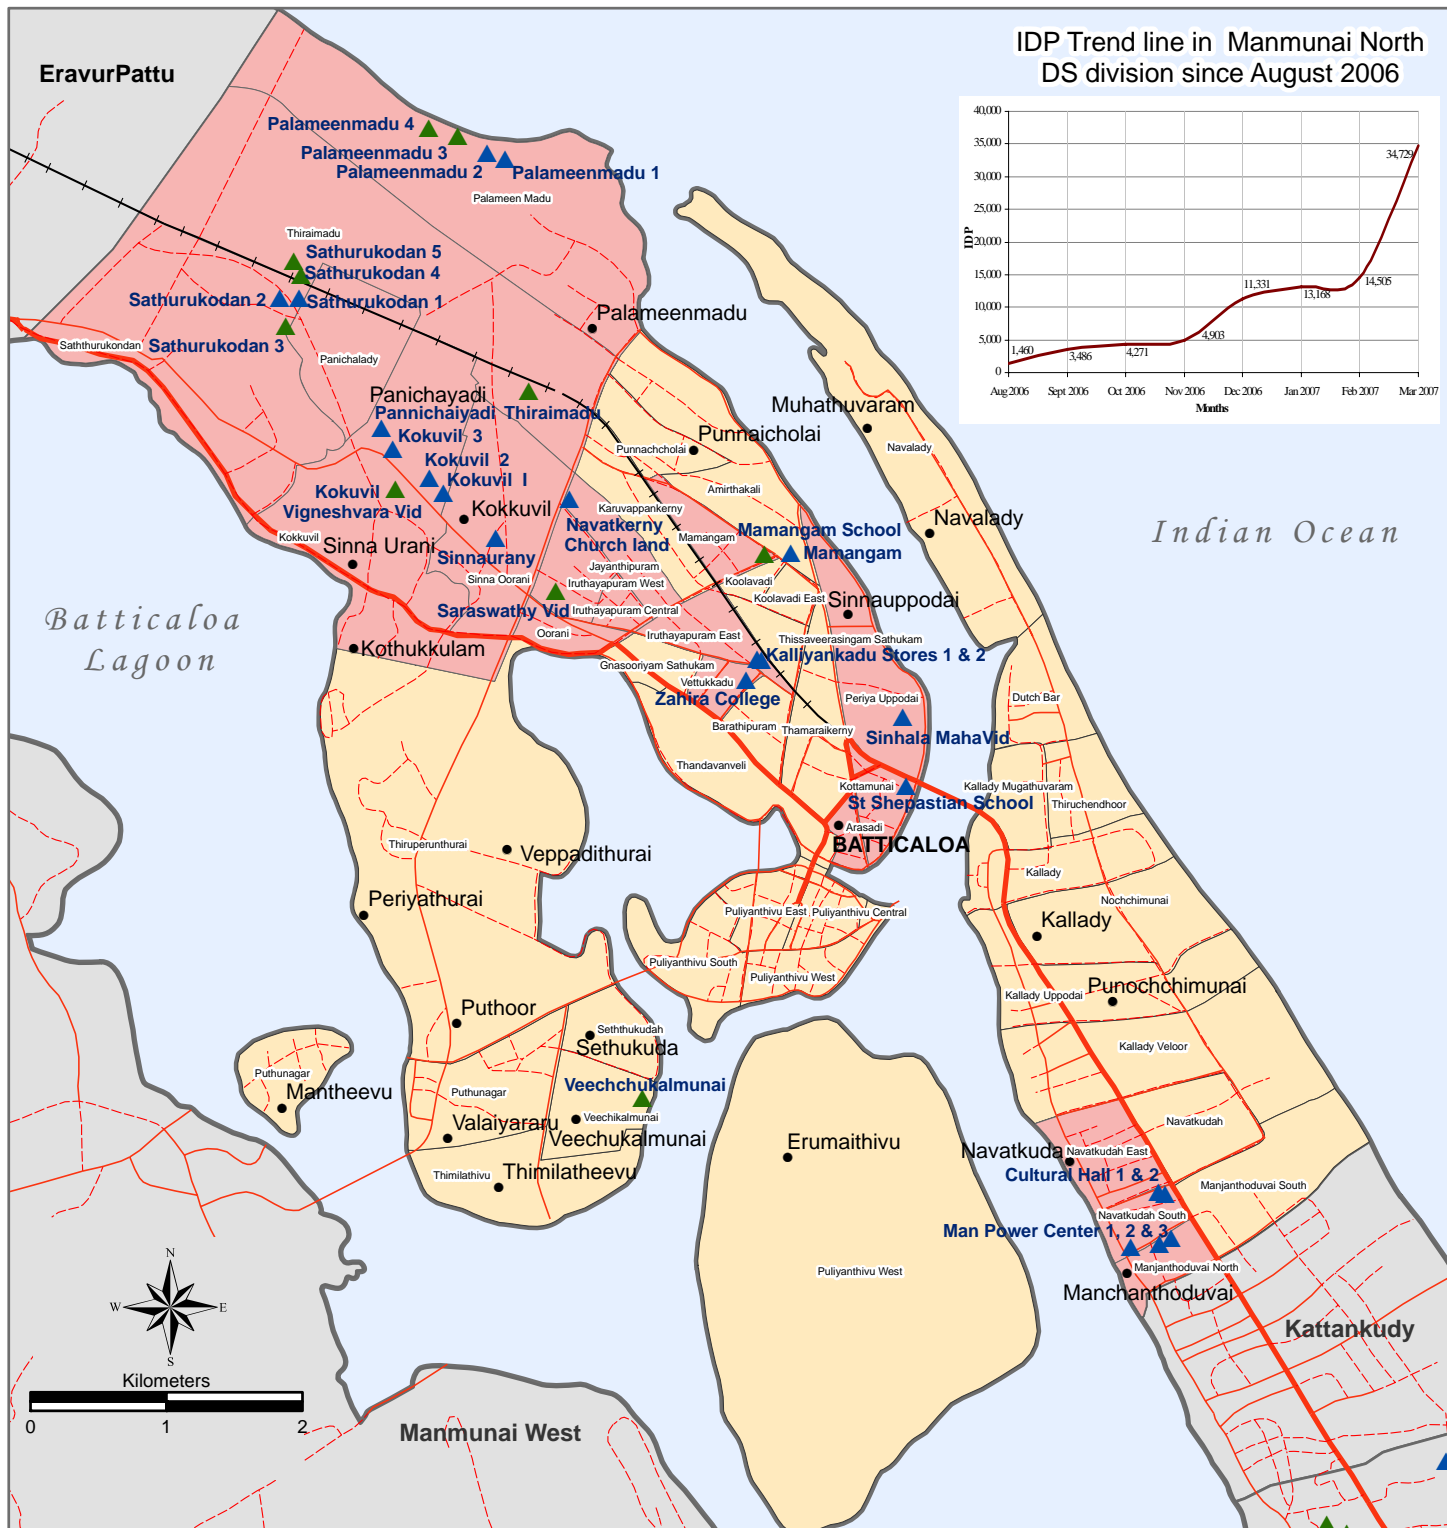 IDP Trend line in Manmunai North
DS division since August 2006
40,000
35,000
30,000
25,000
20,000
15,000
10,000
5,000
0
IDP
1,460
3,486
4,271
4,903
11,331
13,168
14,505
34,729
Aug 2006
Sept 2006
Oct 2006
Nov 2006
Dec 2006
Jan 2007
Feb 2007
Mar 2007
Months
EravurPattu
Palameenmadu 4
Palameenmadu 3
Palameenmadu 2
Palameenmadu 1
Palameen Madu
Thiraimadu
Sathurukodan 5
Sathurukodan 4
Sathurukodan 2
Sathurukodan 1
Sathurukodan 3
Saththurukondan
Panichalady
Palameenmadu
Panichayadi
Pannichaiyadi
Thiraimadu
Muhathuvaram
Navalady
Punnaicholai
Punnachcholai
Kokuvil 3
Kokuvil 2
Kokuvil I
Kokuvil
Vigneshvara Vid
Kokkuvil
Kokkuvil
Sinna Urani
Sinnaurany
Sinna Oorani
Amirthakali
Karuvappankerny
Navatkerny
Church land
Mamangam
Mamangam School
Mamangam
Navalady
Indian Ocean
Jayanthipuram
Iruthayapuram West
Koolavadi
Koolavadi East
Saraswathy Vid
Iruthayapuram Central
Sinnauppodai
Oorani
Iruthayapuram East
Thissaveerasingam Sathukam
Batticaloa
Lagoon
Kothukkulam
Gnasooriyam Sathukam
Kalliyankadu Stores 1 & 2
Vettukkadu
Zahira College
Periya Uppodai
Dutch Bar
Barathipuram
Thamaraikerny
Sinhala MahaVid
Thandavanveli
Kottamunai
Kallady Mugathuvaram
St Shepastian School
Thiruchendhoor
Arasadi
BATTICALOA
Thiruperunthurai
Veppadithurai
Kallady
Periyathurai
Nochchimunai
Puliyanthivu East
Puliyanthivu Central
Kallady
Puliyanthivu South
Puliyanthivu West
Kallady Uppodai
Punochchimunai
Puthoor
Seththukudah
Sethukuda
Kallady Veloor
Puthunagar
Mantheevu
Puthunagar
Veechchukalmunai
Valaiyararu
Veechikalmunai
Veechukalmunai
Navatkudah
Erumaithivu
Navatkuda
Navatkudah East
Thimilathivu
Thimilatheevu
Cultural Hall 1 & 2
Manjanthoduvai South
Navatkudah South
Man Power Center 1, 2 & 3
Puliyanthivu West
Manjanthoduvai North
Manchanthoduvai
Kattankudy
N
W
E
S
Kilometers
0
1
2
Manmunai West